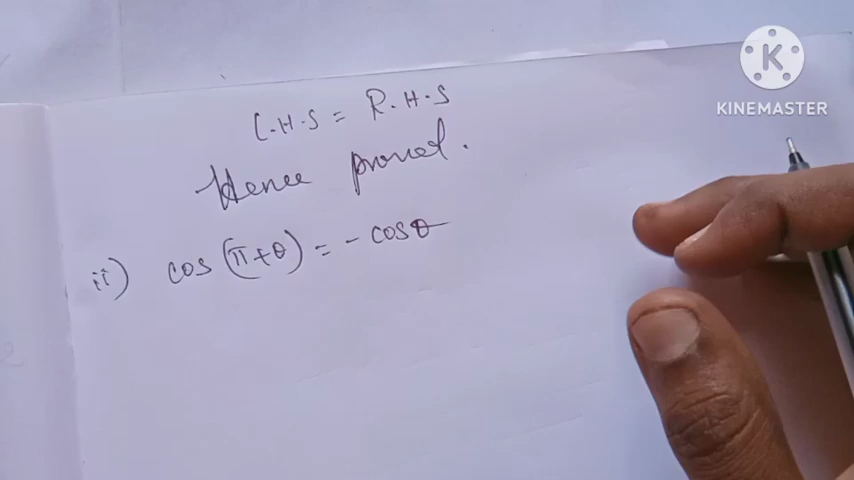 L.H.S = R.H.S
Hence proved.
ii) cos (π+θ) = - cosθ
KINEMASTER